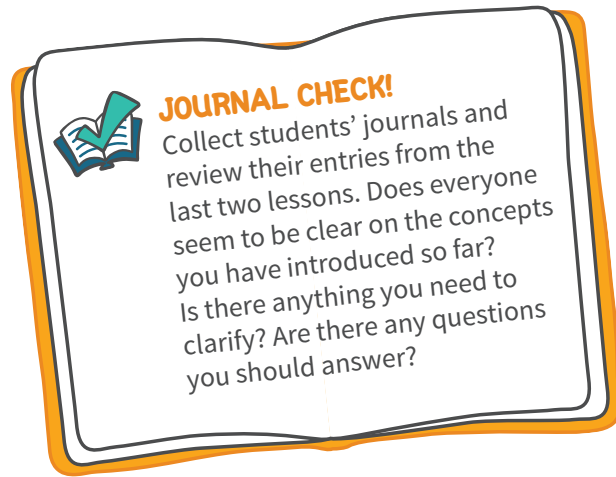 JOURNAL CHECK!
Collect students’ journals and
review their entries from the
last two lessons. Does everyone
seem to be clear on the concepts
you have introduced so far?
Is there anything you need to
clarify? Are there any questions
you should answer?